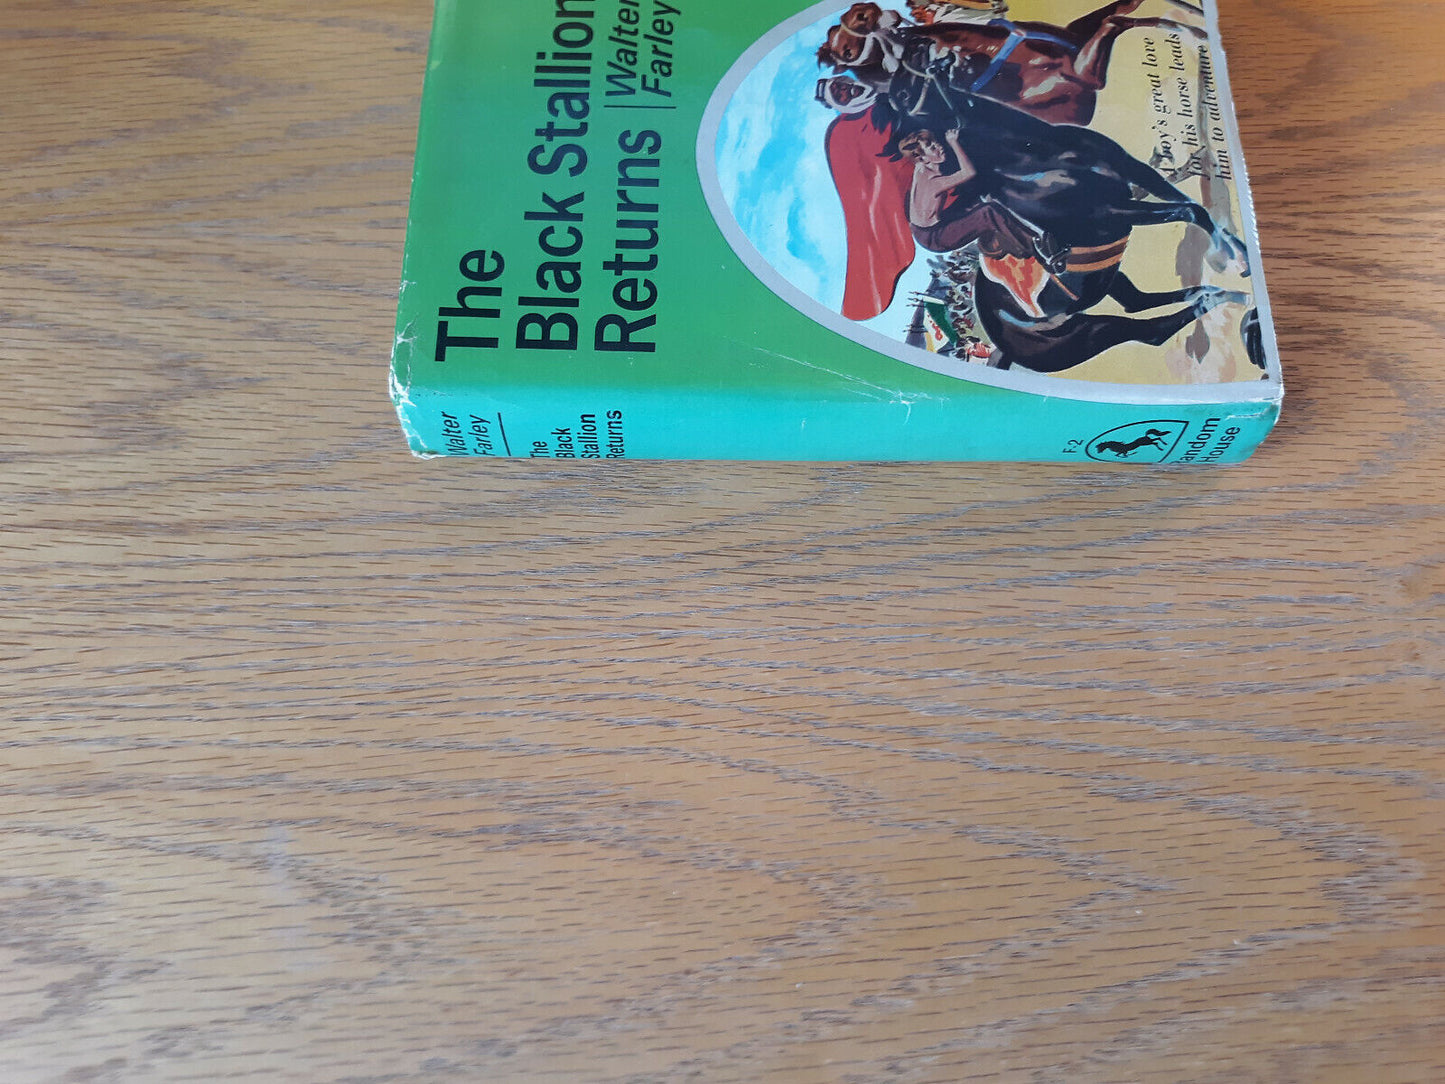 The
Black Stallion
Returns
Walter
Farley
A boy's great love
for his horse leads
him to adventure
Walter
Farley
The
Black
Stallion
Returns
F-2
Random
House